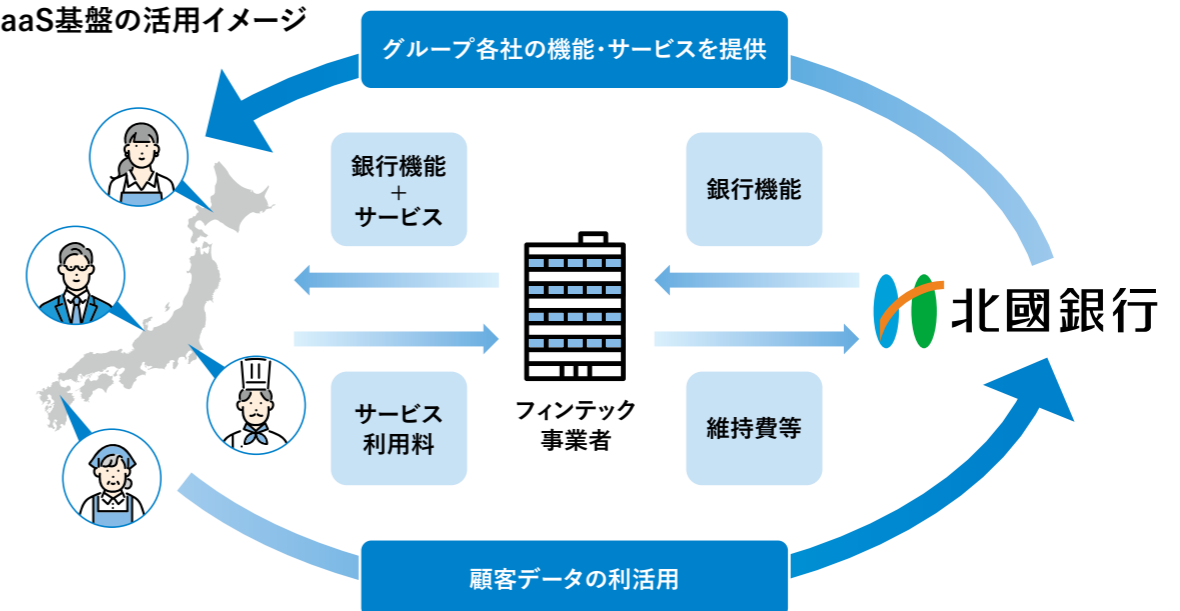 aaS基盤の活用イメージ
グループ各社の機能・サービスを提供
銀行機能
＋
サービス
銀行機能
北國銀行
サービス
利用料
フィンテック
事業者
維持費等
顧客データの利活用